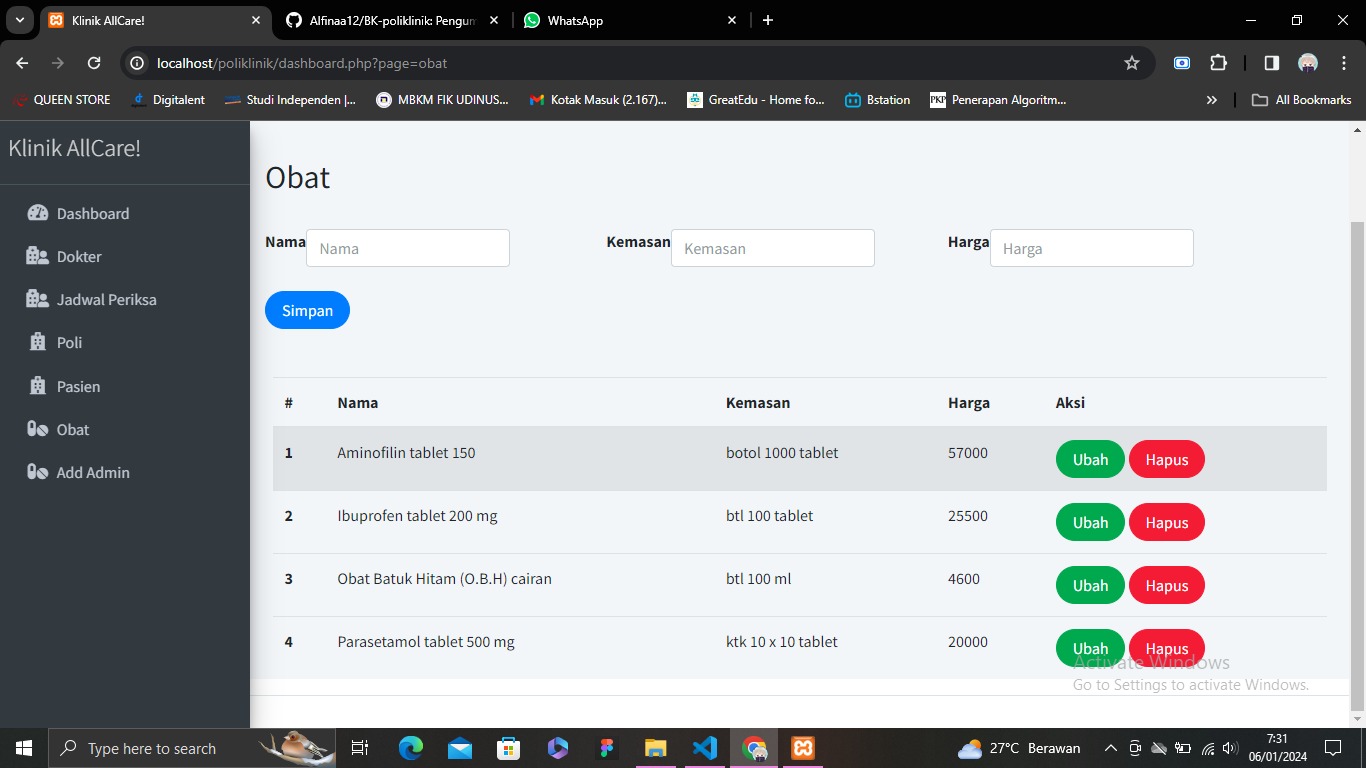 Klinik AllCare!
Alfinaa12/BK-poliklinik: Pengum
WhatsApp
localhost/poliklinik/dashboard.php?page=obat
QUEEN STORE
Digitalent
Studi Independen |...
MBKM FIK UDINUS...
Kotak Masuk (2.167)...
GreatEdu - Home fo...
Bstation
PKP Penerapan Algoritm...
»
All Bookmarks
Klinik AllCare!
Dashboard
Dokter
Jadwal Periksa
Poli
Pasien
Obat
Add Admin
Obat
Nama Nama Kemasan Kemasan Harga Harga
Simpan
# Nama Kemasan Harga Aksi
1 Aminofilin tablet 150 botol 1000 tablet 57000 Ubah Hapus
2 Ibuprofen tablet 200 mg btl 100 tablet 25500 Ubah Hapus
3 Obat Batuk Hitam (O.B.H) cairan btl 100 ml 4600 Ubah Hapus
4 Parasetamol tablet 500 mg ktk 10 x 10 tablet 20000 Ubah Hapus
Activate Windows
Go to Settings to activate Windows.
Type here to search
27°C Berawan
7:31
06/01/2024